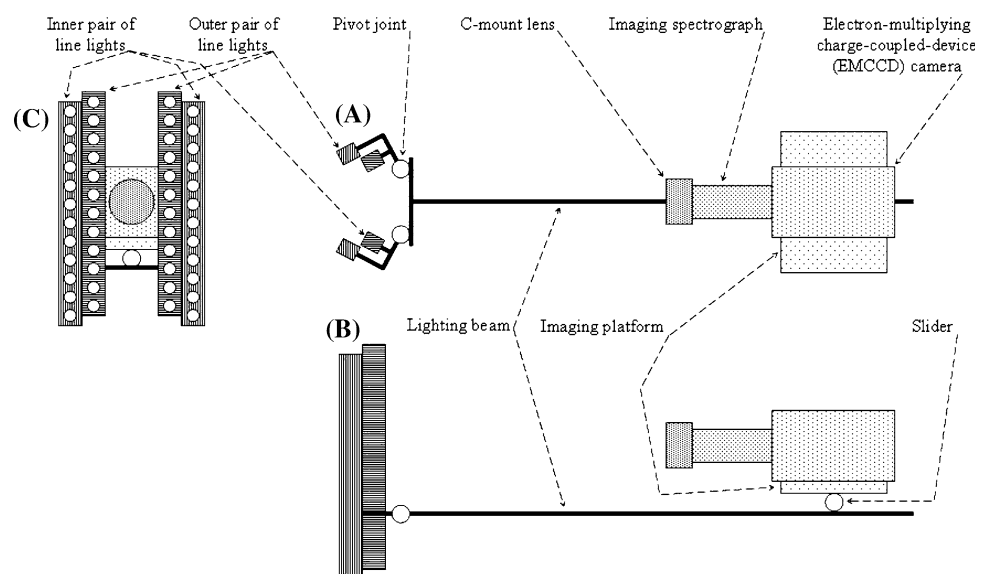 Inner pair of
line lights
Outer pair of
line lights
Pivot joint
C-mount lens
Imaging spectrograph
Electron-multiplying
charge-coupled-device
(EMCCD) camera
(C)
(A)
(B)
Lighting beam
Imaging platform
Slider